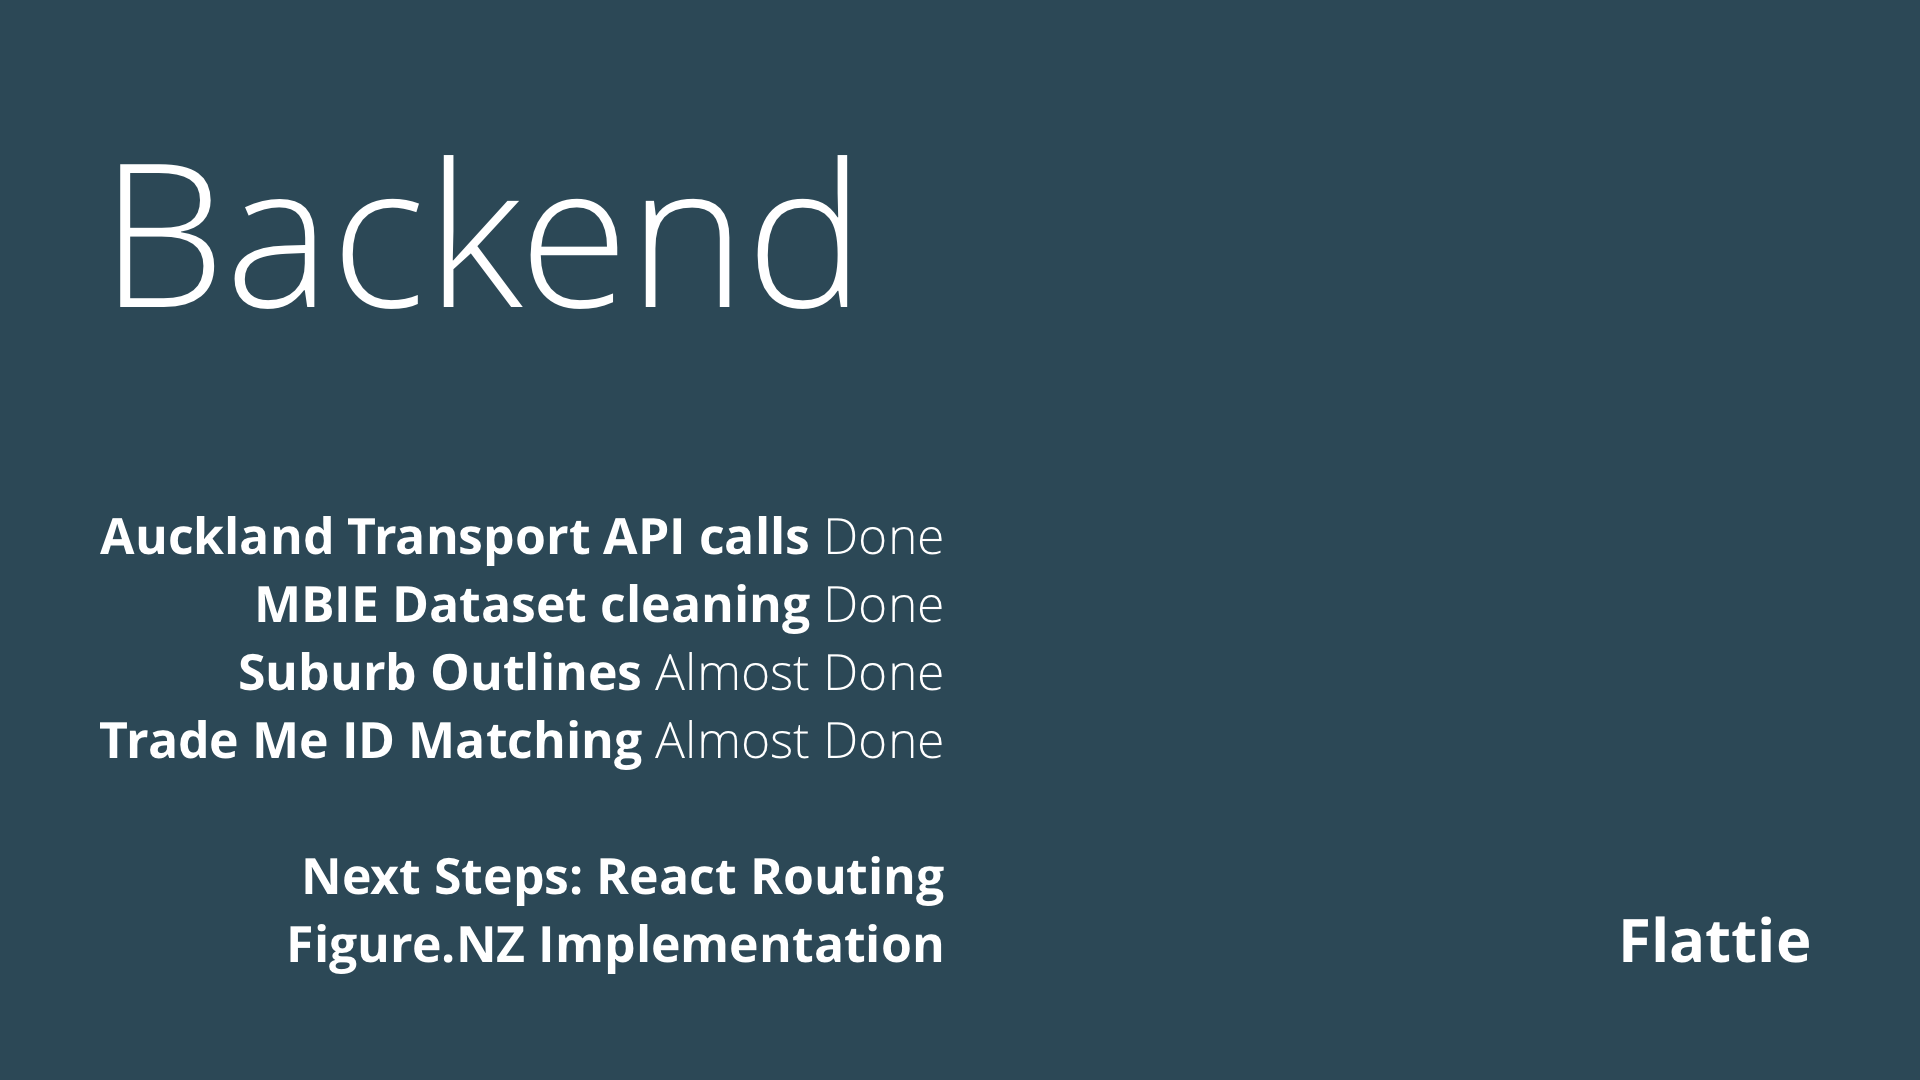 Backend
Auckland Transport API calls Done
MBIE Dataset cleaning Done
Suburb Outlines Almost Done
Trade Me ID Matching Almost Done
Next Steps: React Routing
Figure.NZ Implementation
Flattie